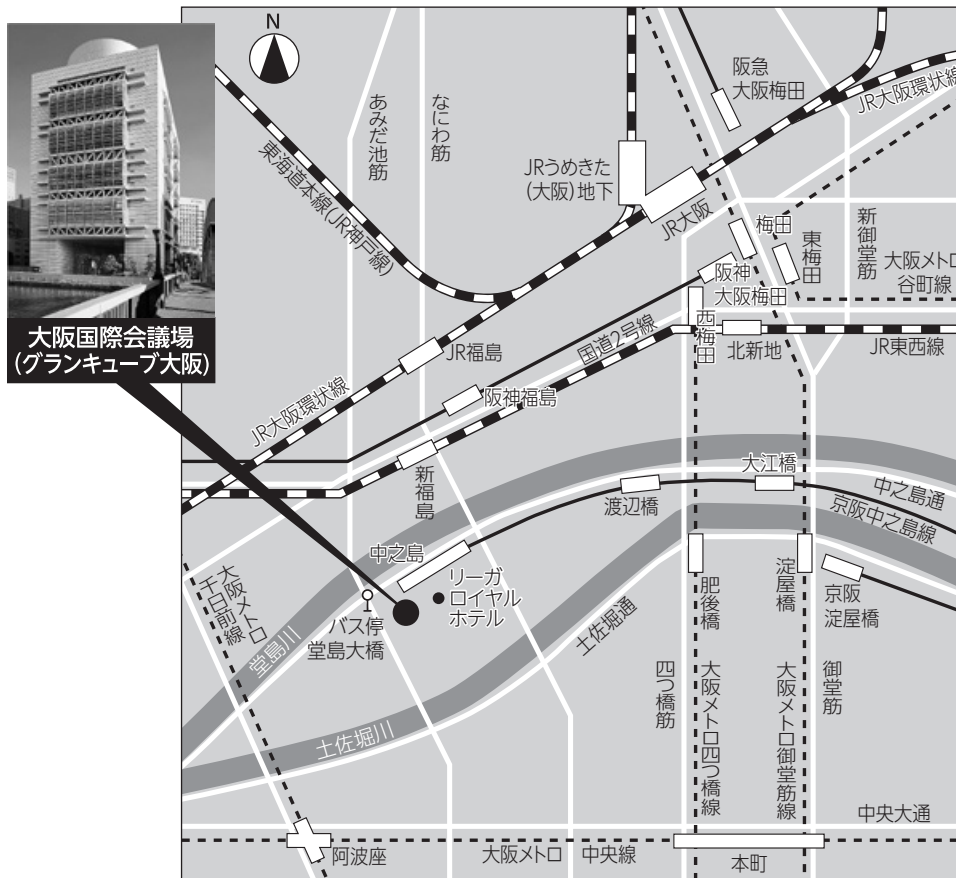 N
大阪国際会議場
(グランキューブ大阪)
東海道本線(JR神戸線)
あみだ池筋
なにわ筋
JRうめきた
(大阪)地下
阪急
大阪梅田
JR大阪環状線
JR大阪
梅田
東梅田
新御堂筋
大阪メトロ
谷町線
阪神
大阪梅田
西梅田
北新地
JR東西線
国道2号線
JR福島
阪神福島
JR大阪環状線
新福島
大江橋
渡辺橋
中之島通
京阪中之島線
中之島
リーガ
ロイヤル
ホテル
バス停
堂島大橋
大阪メトロ
千日前線
堂島川
土佐堀川
土佐堀通
肥後橋
淀屋橋
京阪
淀屋橋
四つ橋筋
大阪メトロ四つ橋線
大阪メトロ御堂筋線
御堂筋
中央大通
阿波座
大阪メトロ 中央線
本町